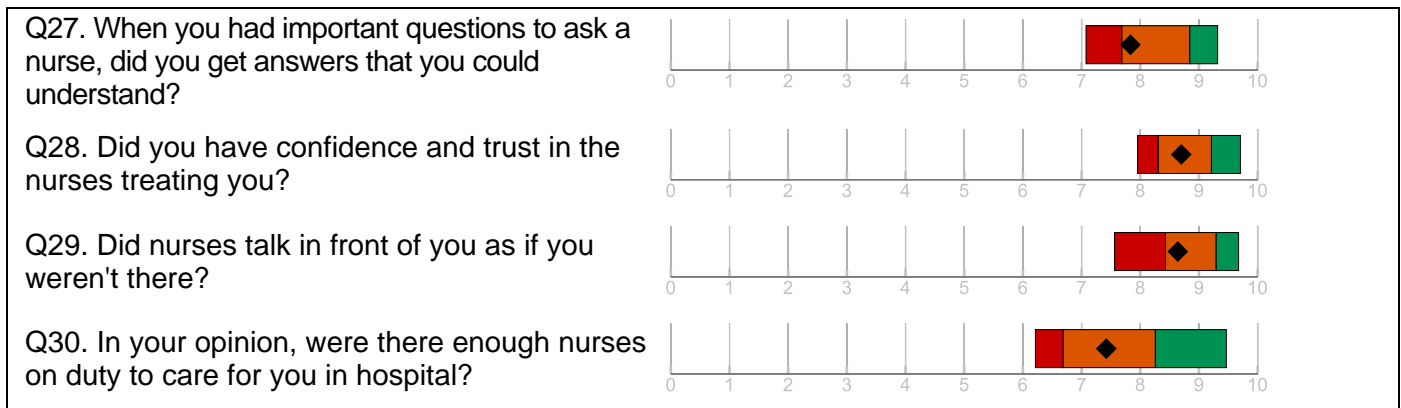 Q27. When you had important questions to ask a
nurse, did you get answers that you could
understand?
0 1 2 3 4 5 6 7 8 9 10
Q28. Did you have confidence and trust in the
nurses treating you?
0 1 2 3 4 5 6 7 8 9 10
Q29. Did nurses talk in front of you as if you
weren't there?
0 1 2 3 4 5 6 7 8 9 10
Q30. In your opinion, were there enough nurses
on duty to care for you in hospital?
0 1 2 3 4 5 6 7 8 9 10